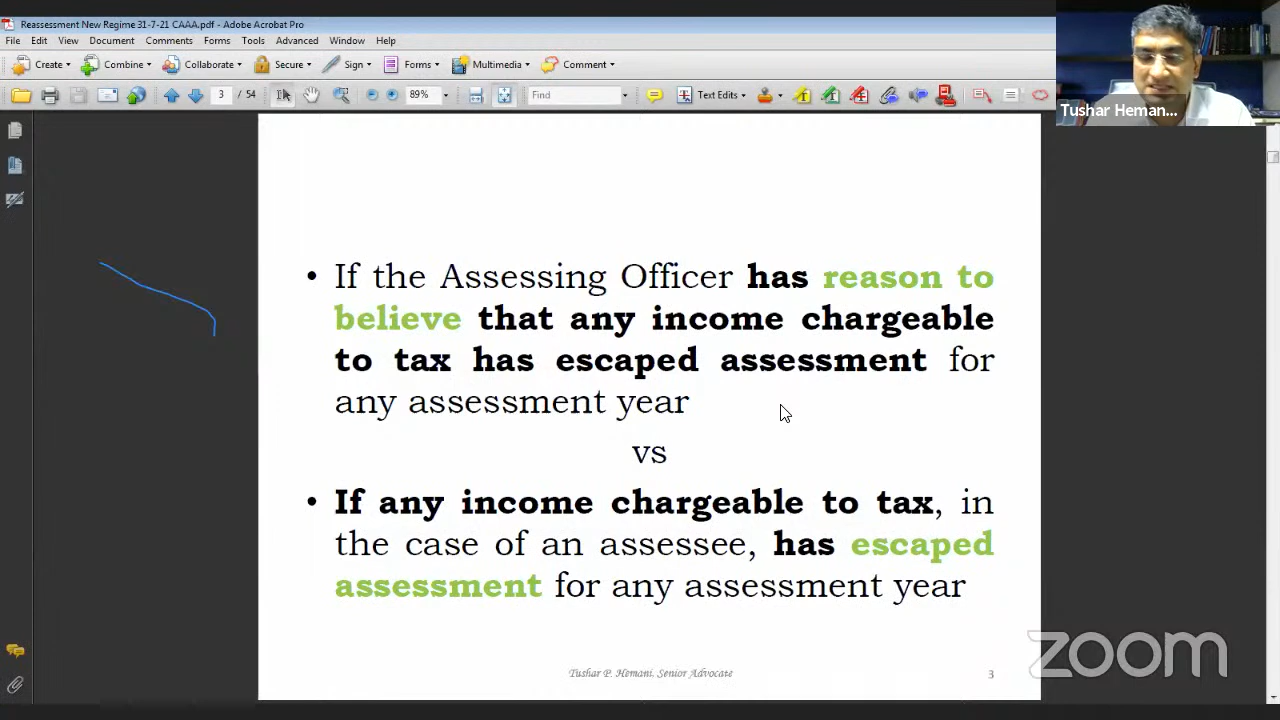 Reassessment New Regime 31-7-21 CAAA.pdf - Adobe Acrobat Pro
File Edit View Document Comments Forms Tools Advanced Window Help
Create Combine Collaborate Secure Sign Forms Multimedia Comment
3 / 54 89% Find Text Edits
Tushar Heman...
• If the Assessing Officer has reason to
believe that any income chargeable
to tax has escaped assessment for
any assessment year
vs
• If any income chargeable to tax, in
the case of an assessee, has escaped
assessment for any assessment year
Tushar P. Hemani. Senior Advocate 3
zoom